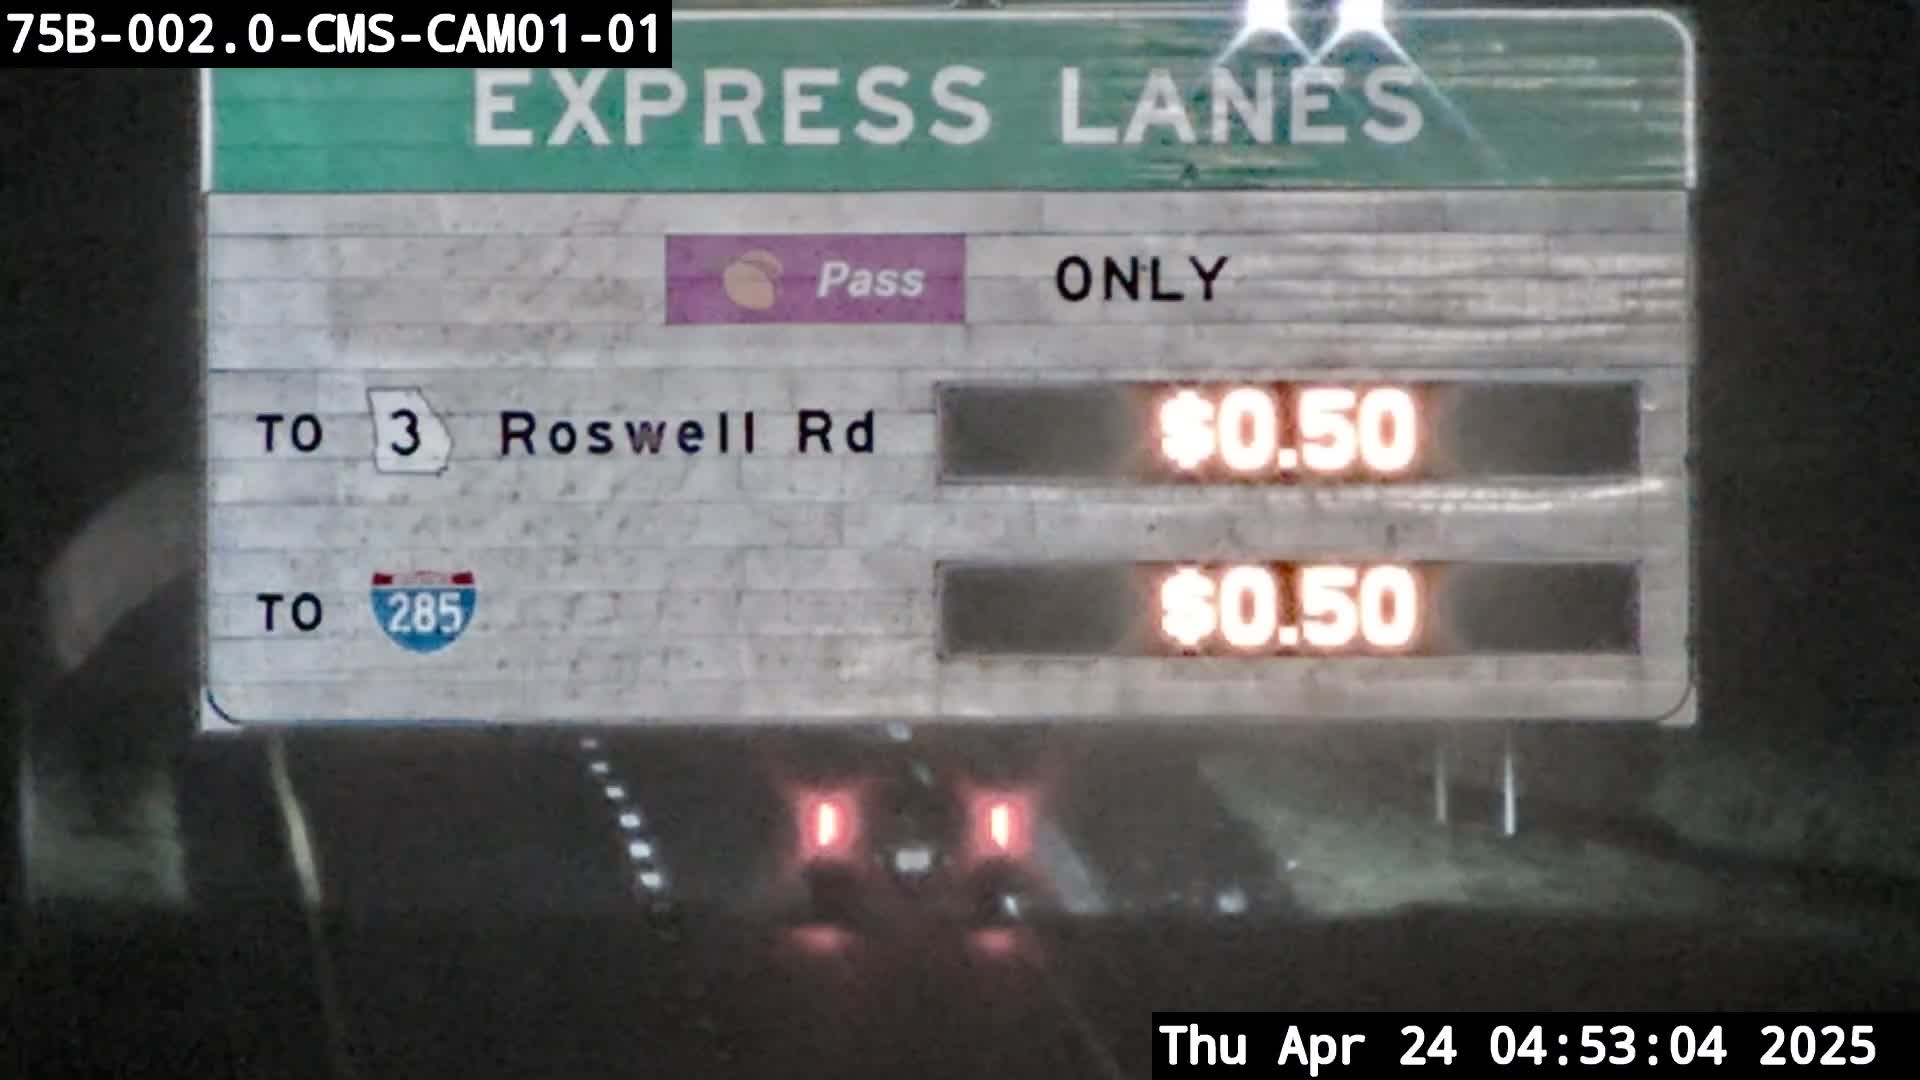 75B-002.0-CMS-CAM01-01
EXPRESS LANES
Pass ONLY
TO 3 Roswell Rd $0.50
TO 285 $0.50
Thu Apr 24 04:53:04 2025